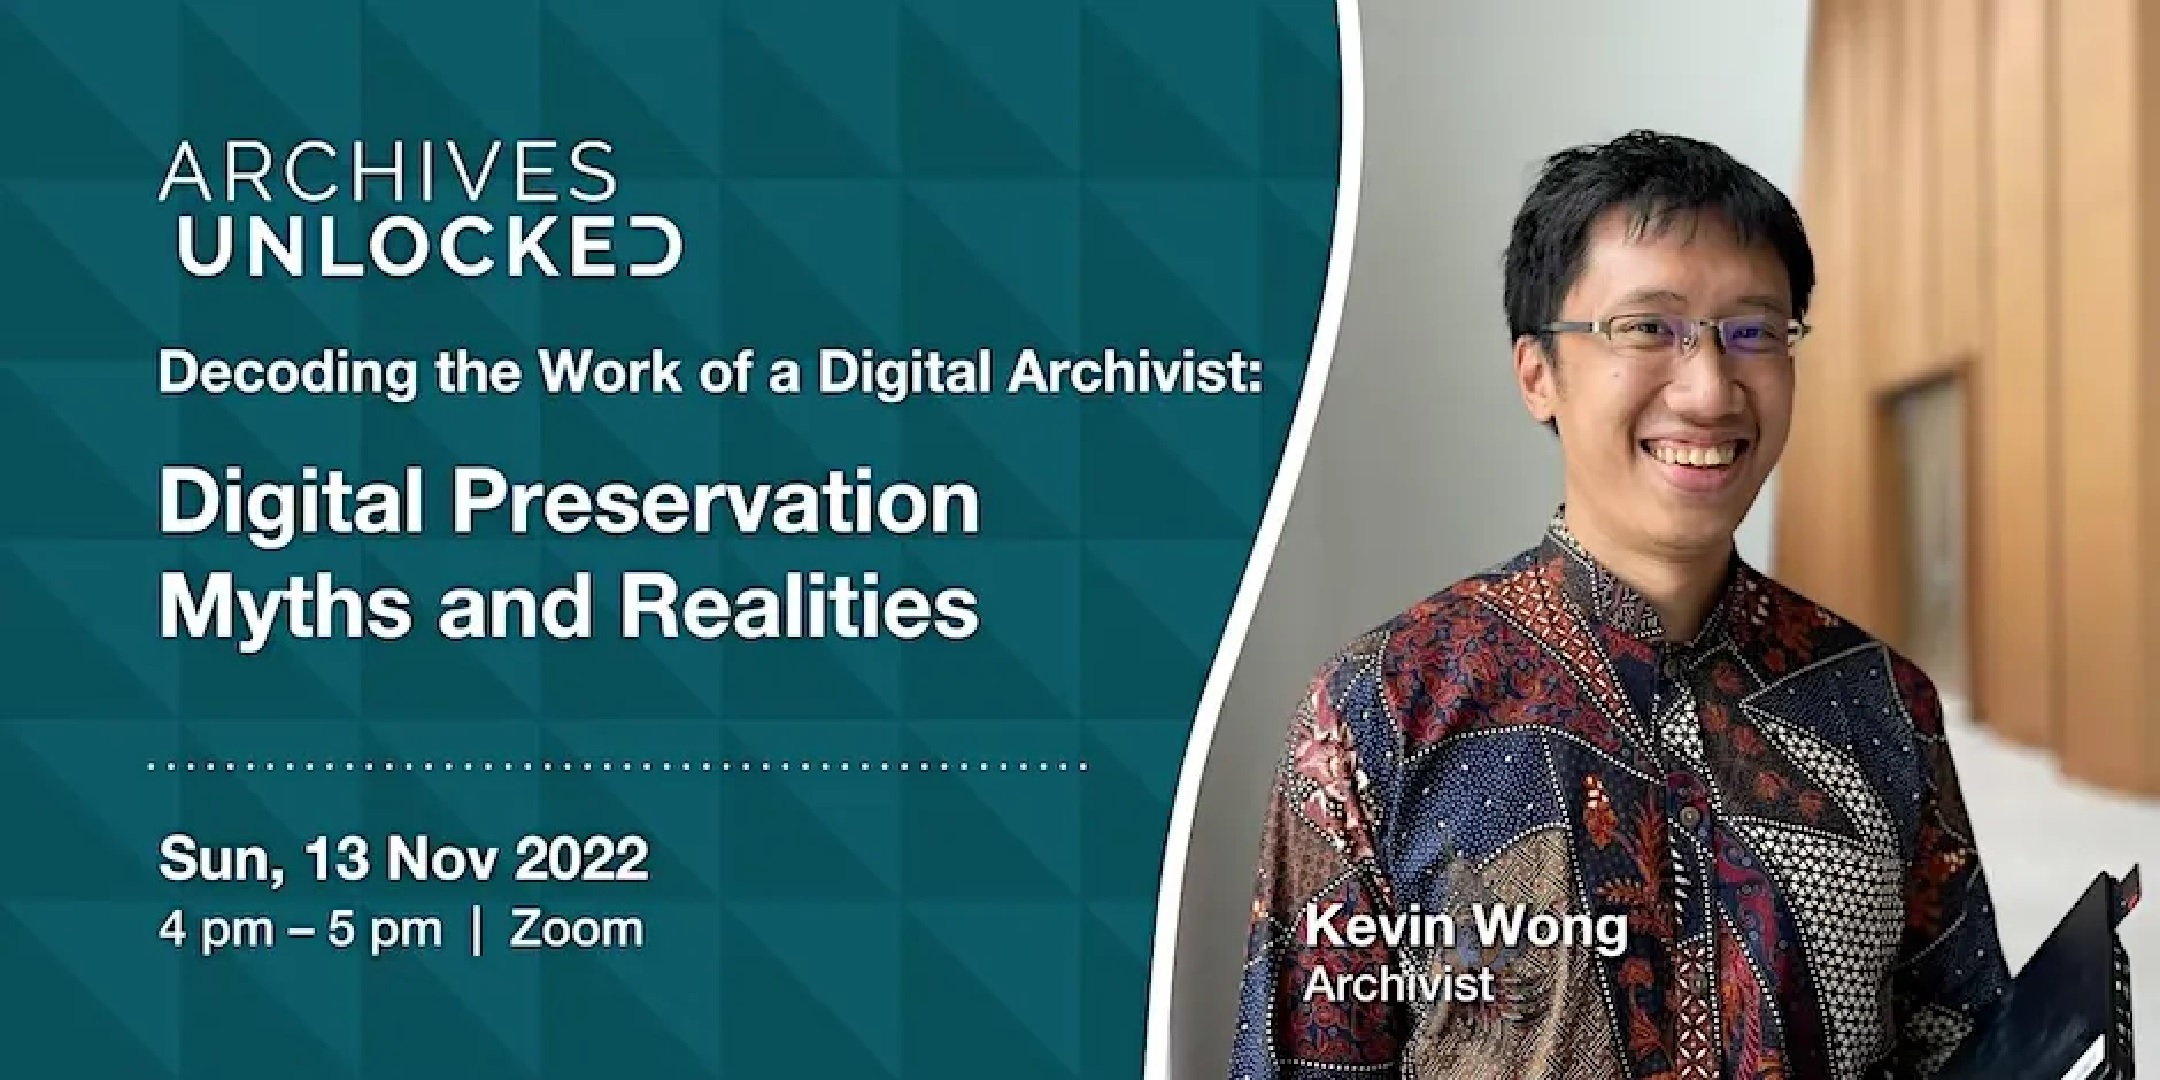 ARCHIVES
UNLOCKED
Decoding the Work of a Digital Archivist:
Digital Preservation
Myths and Realities
Sun, 13 Nov 2022
4 pm – 5 pm | Zoom
Kevin Wong
Archivist